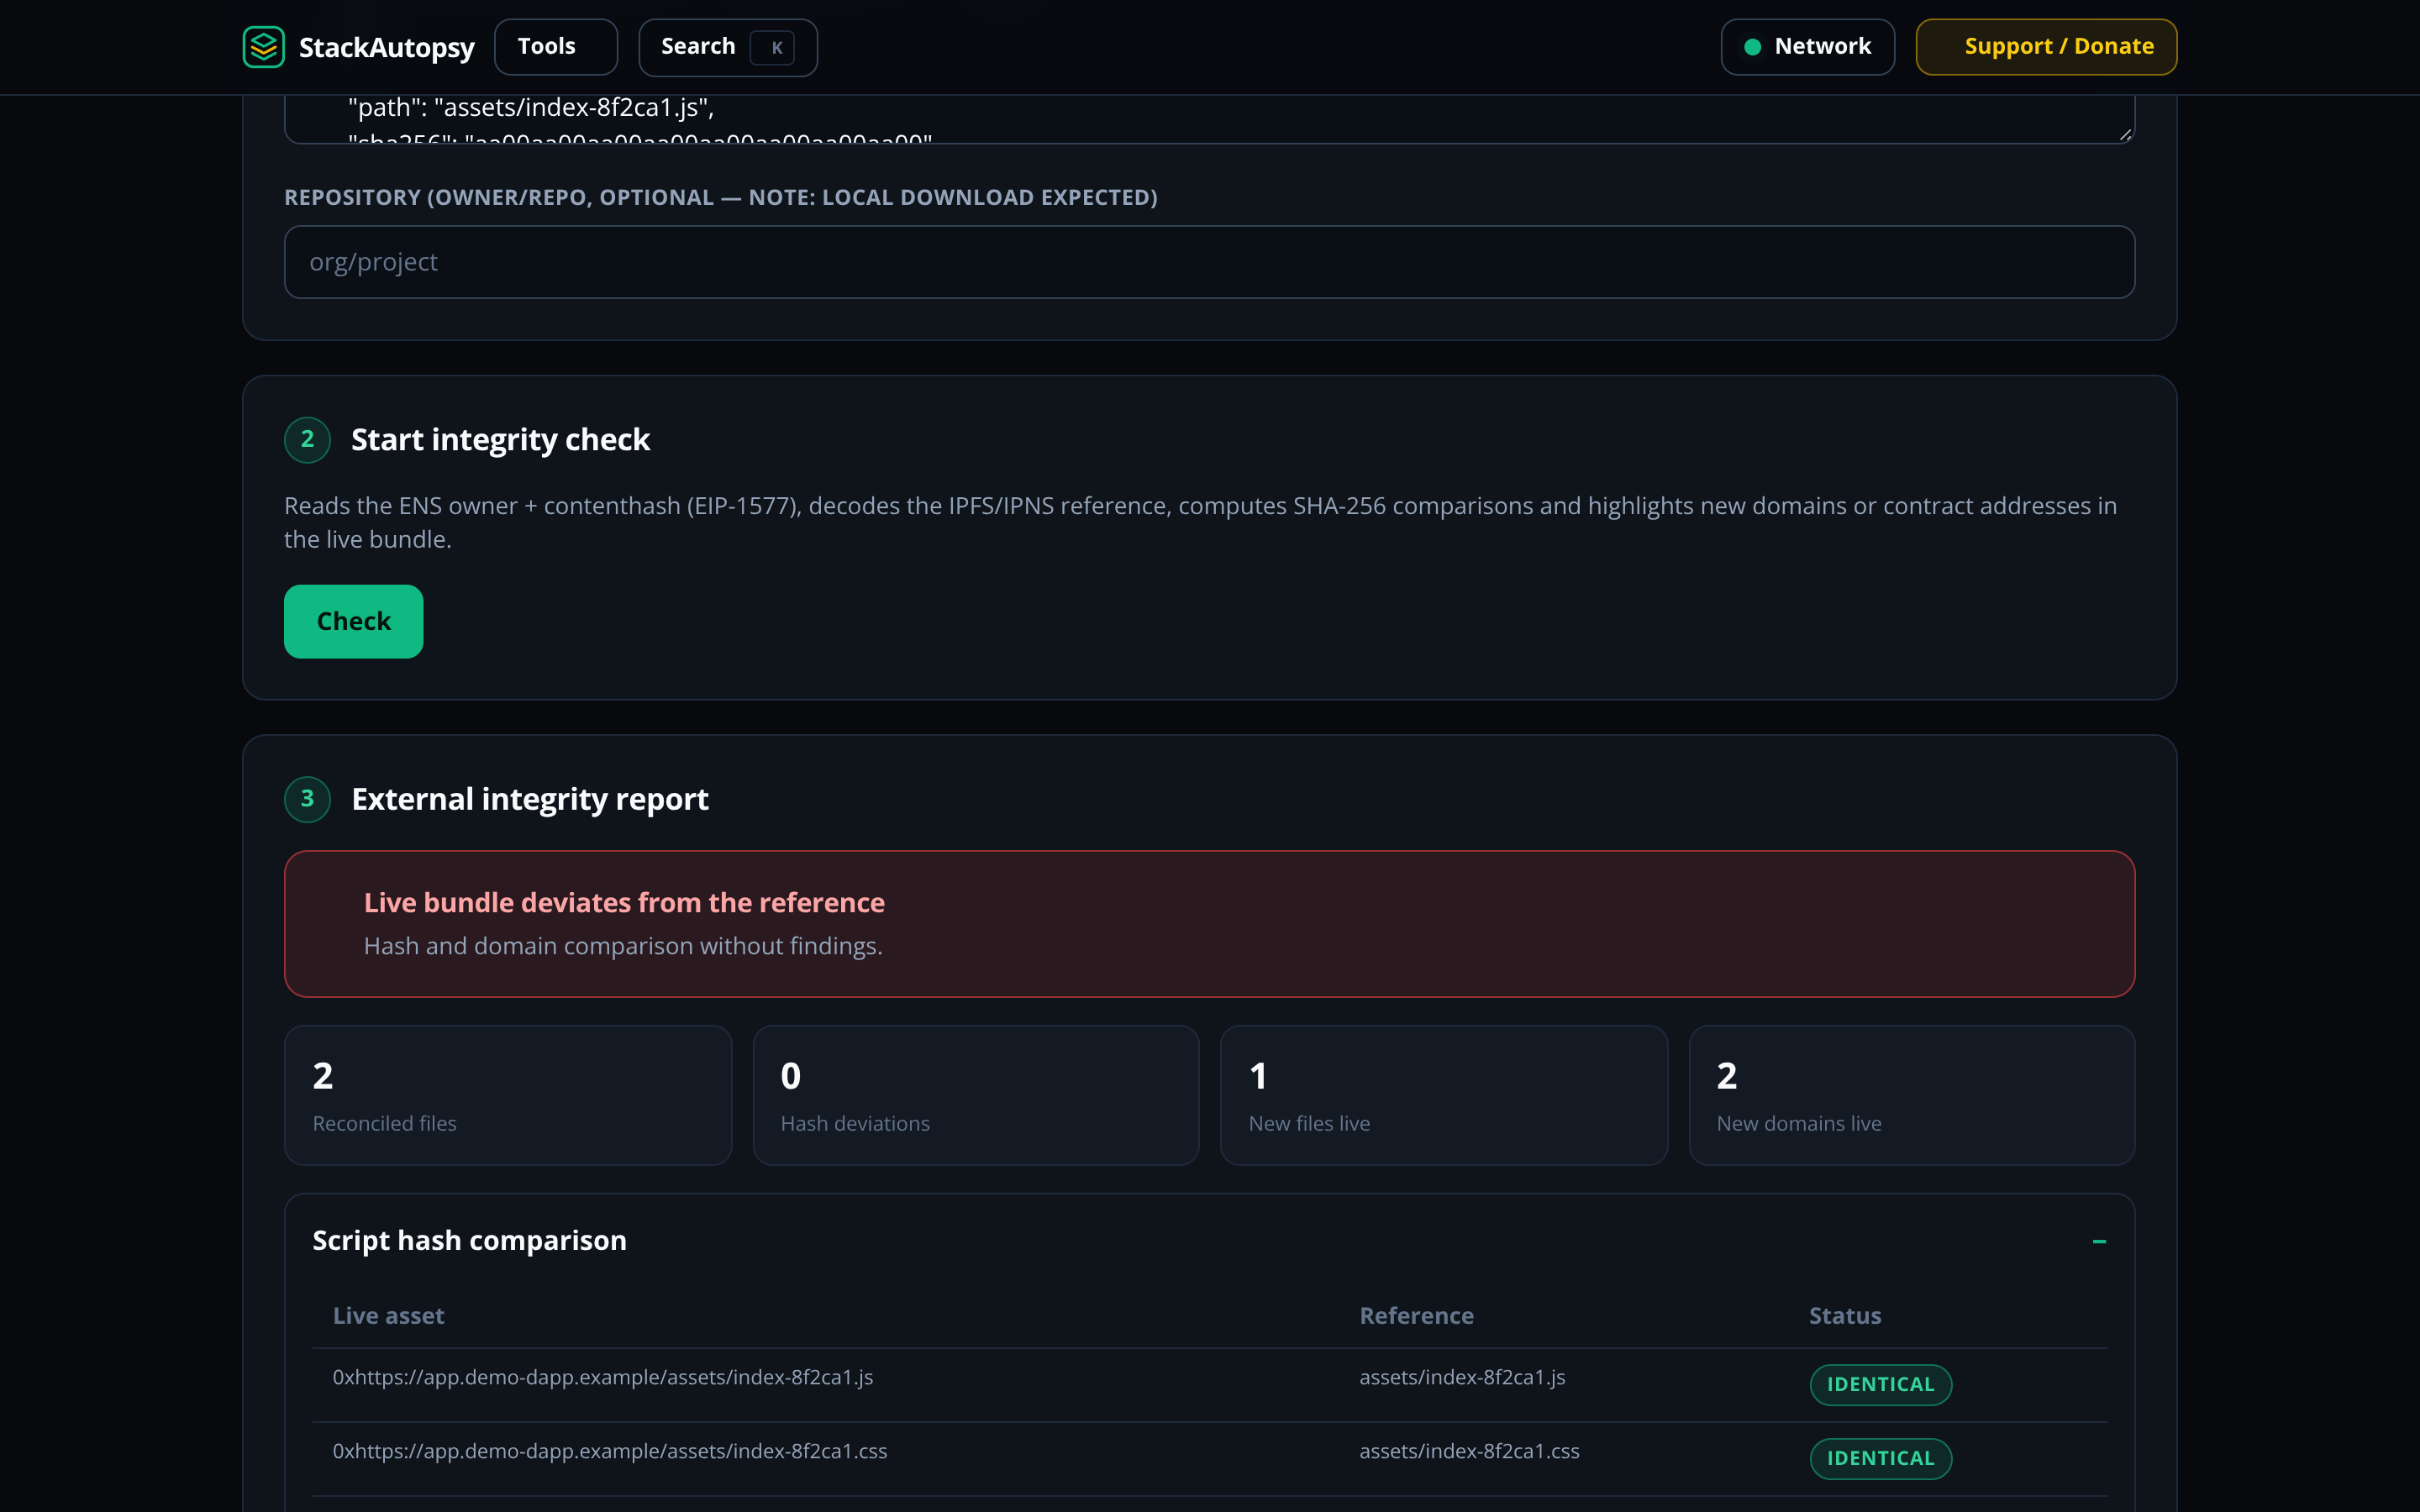 StackAutopsy
Tools
Search K
Network
Support / Donate
"path": "assets/index-8f2ca1.js",
"sha256": "aa00aa00aa00aa00aa00aa00aa00aa00"
REPOSITORY (OWNER/REPO, OPTIONAL — NOTE: LOCAL DOWNLOAD EXPECTED)
org/project
2 Start integrity check
Reads the ENS owner + contenthash (EIP-1577), decodes the IPFS/IPNS reference, computes SHA-256 comparisons and highlights new domains or contract addresses in
the live bundle.
Check
3 External integrity report
Live bundle deviates from the reference
Hash and domain comparison without findings.
2
Reconciled files
0
Hash deviations
1
New files live
2
New domains live
Script hash comparison –
Live asset Reference Status
0xhttps://app.demo-dapp.example/assets/index-8f2ca1.js assets/index-8f2ca1.js IDENTICAL
0xhttps://app.demo-dapp.example/assets/index-8f2ca1.css assets/index-8f2ca1.css IDENTICAL